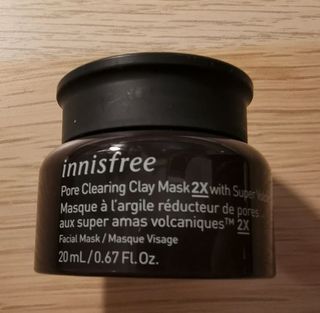 innisfree
Pore Clearing Clay Mask 2X with Super
Masque à l'argile réducteur de pores
aux super amas volcaniques™ 2X
Facial Mask / Masque Visage
20 mL / 0.67 Fl. Oz.